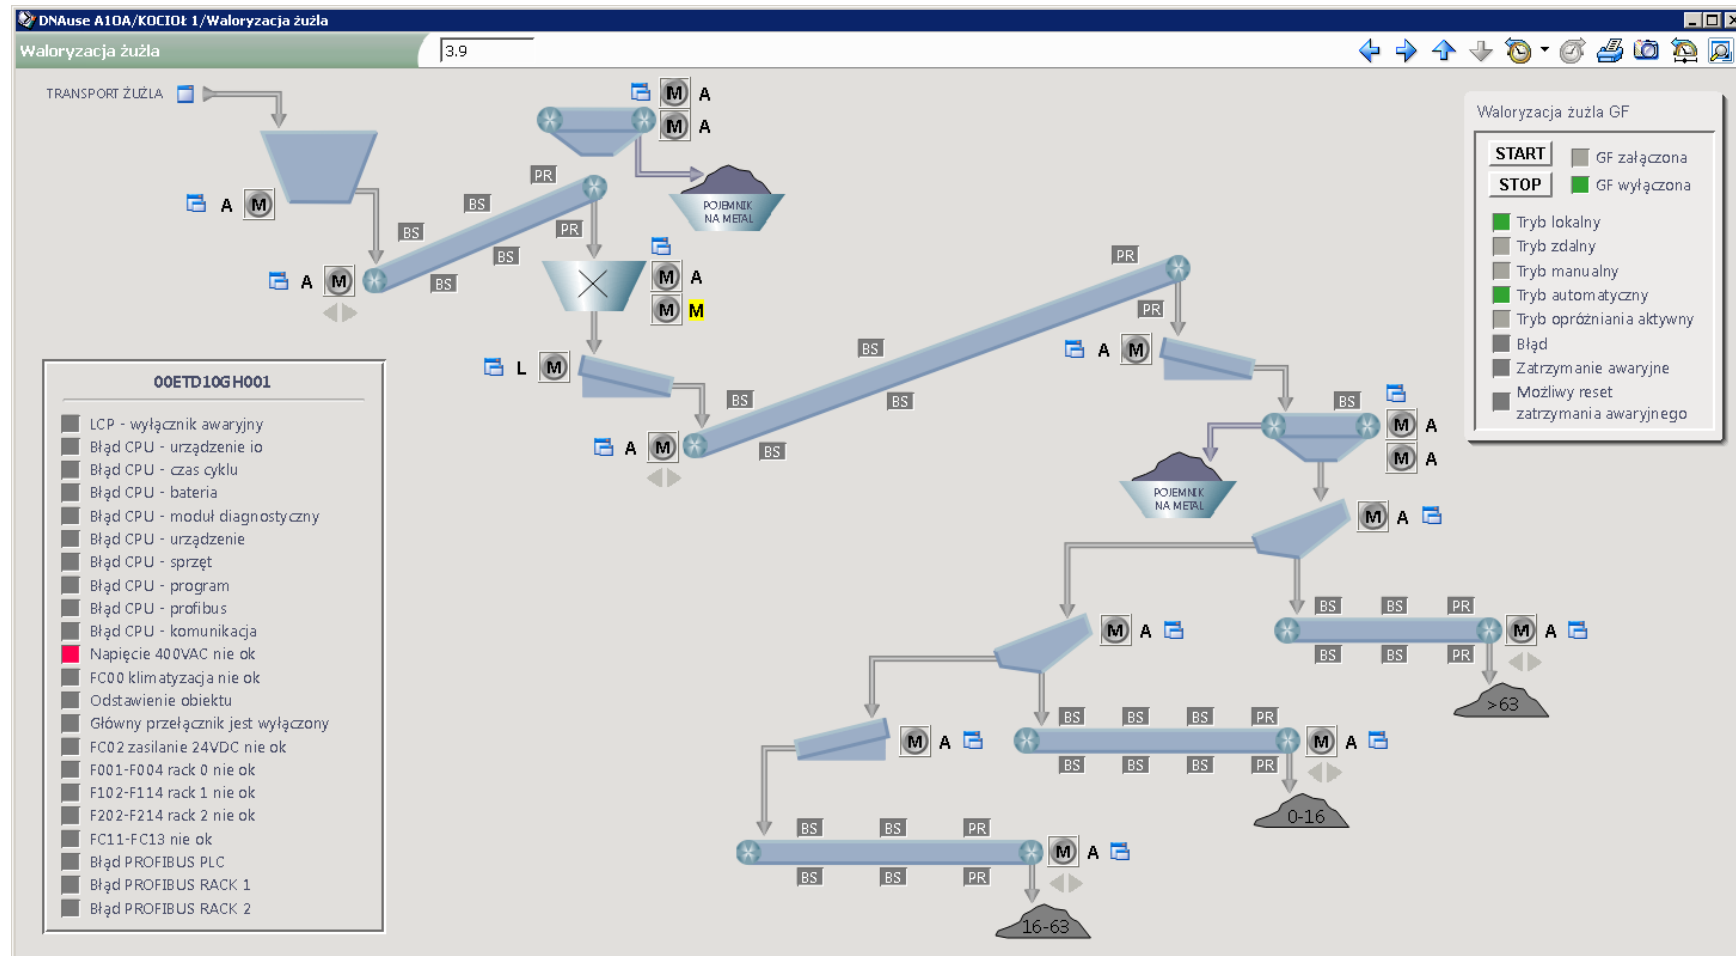 DNAuse A10A/KOCIOŁ 1/Waloryzacja żużla
Waloryzacja żużla
3.9
TRANSPORT ŻUŻLA
M A
M A
PR
POJEMNIK
NA METAL
A M
BS
BS
PR
BS
BS
A M
M A
M M
L M
BS
BS
BS
BS
A M
PR
PR
A M
BS
M A
M A
POJEMNIK
NA METAL
M A
Waloryzacja żużla GF
START
GF załączona
STOP
GF wyłączona
Tryb lokalny
Tryb zdalny
Tryb manualny
Tryb automatyczny
Tryb opróżniania aktywny
Błąd
Zatrzymanie awaryjne
Możliwy reset
zatrzymania awaryjnego
00ETD10GH001
LCP - wyłącznik awaryjny
Błąd CPU - urządzenie io
Błąd CPU - czas cyklu
Błąd CPU - bateria
Błąd CPU - moduł diagnostyczny
Błąd CPU - urządzenie
Błąd CPU - sprzęt
Błąd CPU - program
Błąd CPU - profibus
Błąd CPU - komunikacja
Napięcie 400VAC nie ok
FC00 klimatyzacja nie ok
Odstawienie obiektu
Główny przełącznik jest wyłączony
FC02 zasilanie 24VDC nie ok
F001-F004 rack 0 nie ok
F102-F114 rack 1 nie ok
F202-F214 rack 2 nie ok
FC11-FC13 nie ok
Błąd PROFIBUS PLC
Błąd PROFIBUS RACK 1
Błąd PROFIBUS RACK 2
BS BS PR
M A
BS BS PR
>63
M A
BS BS BS PR
M A
BS BS BS PR
0-16
M A
BS BS PR
M A
BS BS PR
16-63